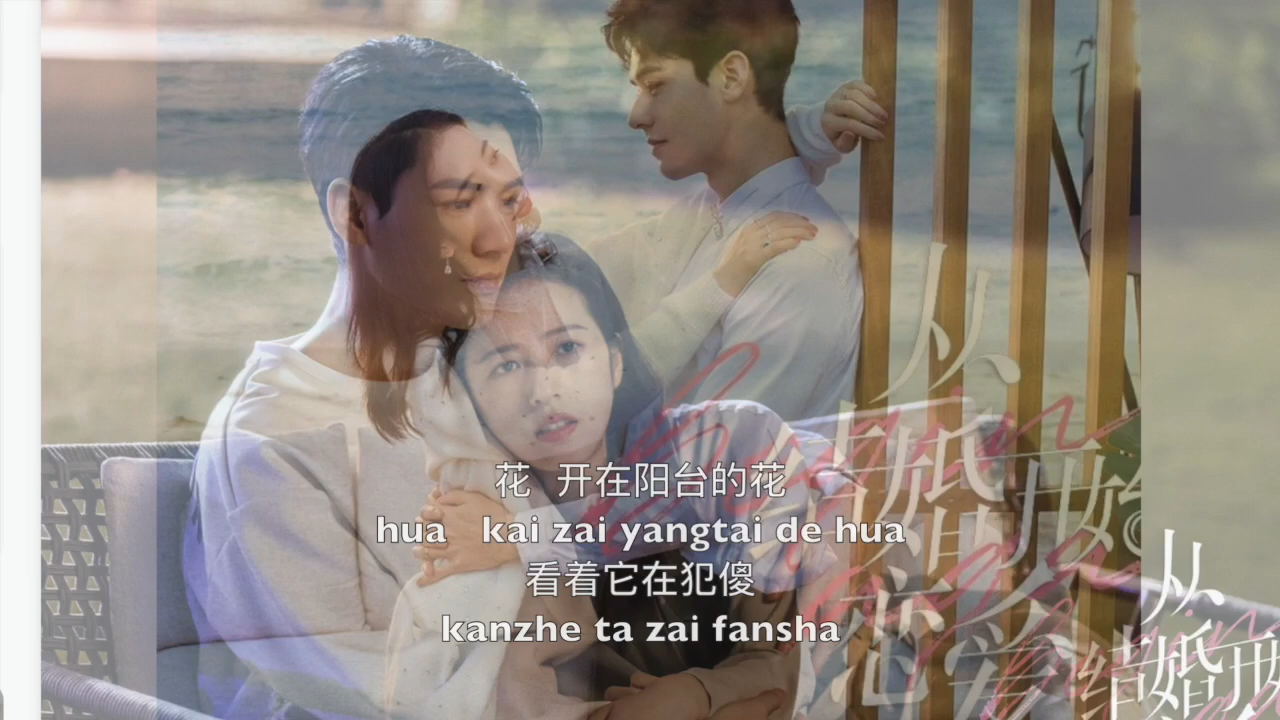 花  开在阳台的花
hua   kai zai yangtai de hua
看着它在犯傻
kanzhe ta zai fansha
从
结婚开始
恋爱
从
结婚开